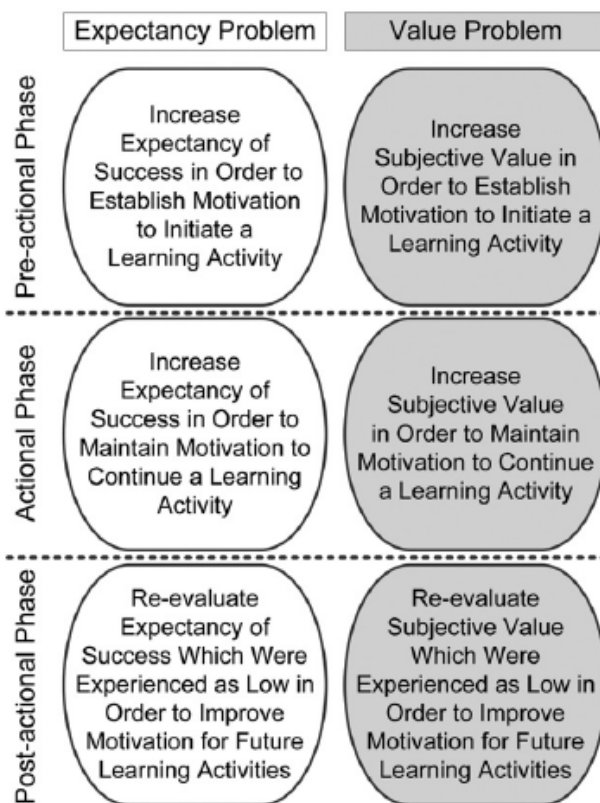 Expectancy Problem
Value Problem
Pre-actional Phase
Increase
Expectancy of
Success in Order to
Establish Motivation
to Initiate a
Learning Activity
Increase
Subjective Value in
Order to Establish
Motivation to Initiate a
Learning Activity
Actional Phase
Increase
Expectancy of
Success in Order to
Maintain Motivation to
Continue a Learning
Activity
Increase
Subjective Value
in Order to Maintain
Motivation to Continue
a Learning Activity
Post-actional Phase
Re-evaluate
Expectancy of
Success Which Were
Experienced as Low in
Order to Improve
Motivation for Future
Learning Activities
Re-evaluate
Subjective Value
Which Were
Experienced as Low in
Order to Improve
Motivation for Future
Learning Activities